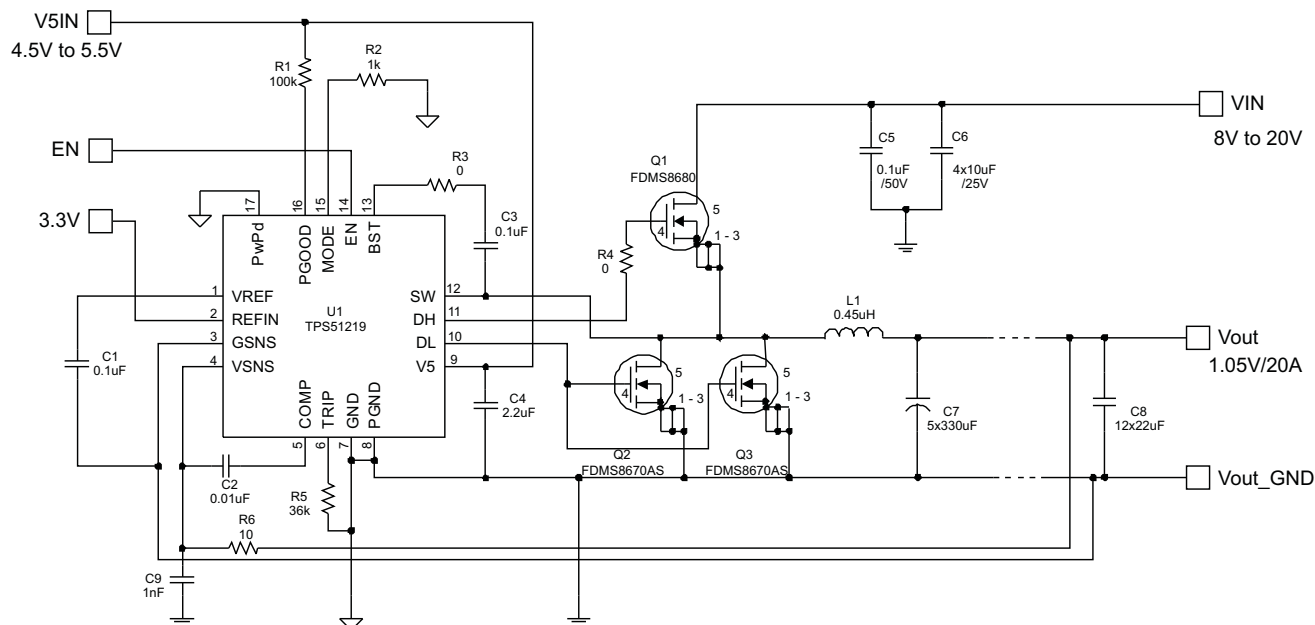 V5IN
4.5V to 5.5V
R1
100k
R2
1k
EN
3.3V
R3
0
C3
0.1uF
Q1
FDMS8680
5
4
1 - 3
R4
0
C5
0.1uF
/50V
C6
4x10uF
/25V
VIN
8V to 20V
17
16
15
14
13
PwPd
PGOOD
MODE
EN
BST
1
VREF
2
REFIN
3
GSNS
4
VSNS
U1
TPS51219
SW
12
DH
11
DL
10
V5
9
COMP
TRIP
GND
PGND
5
6
7
8
C1
0.1uF
C2
0.01uF
C4
2.2uF
5
4
1 - 3
Q2
FDMS8670AS
5
4
1 - 3
Q3
FDMS8670AS
L1
0.45uH
C7
5x330uF
C8
12x22uF
Vout
1.05V/20A
Vout_GND
R5
36k
R6
10
C9
1nF